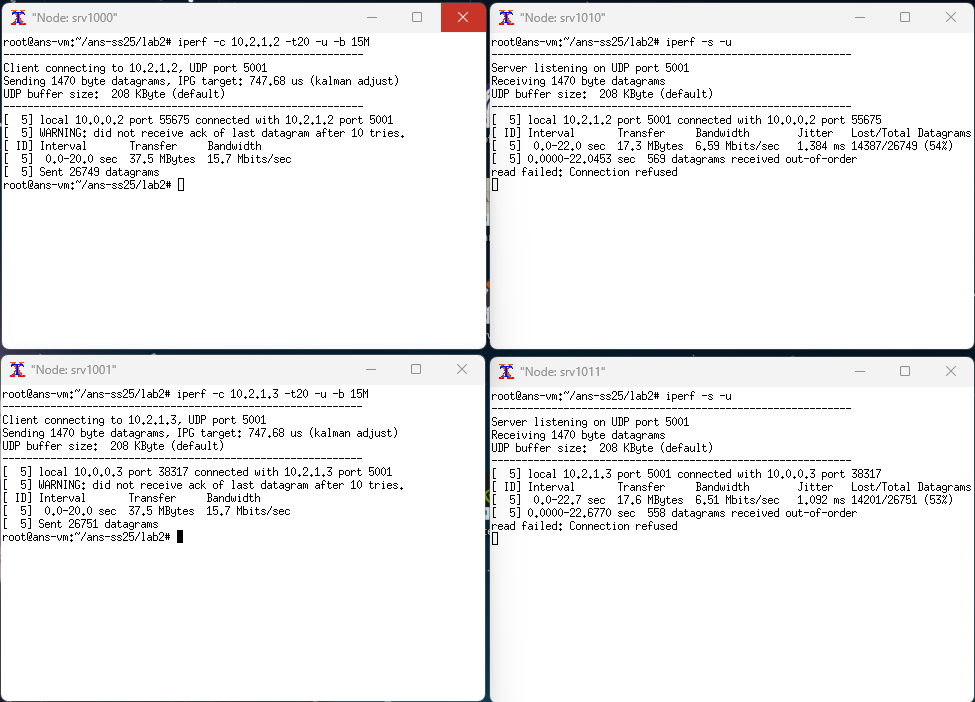 "Node: srv1000"
root@ans-vm:~/ans-ss25/lab2# iperf -c 10.2.1.2 -t20 -u -b 15M
------------------------------------------------------------
Client connecting to 10.2.1.2, UDP port 5001
Sending 1470 byte datagrams, IPG target: 747.68 us (kalman adjust)
UDP buffer size:  208 KByte (default)
------------------------------------------------------------
[  5] local 10.0.0.2 port 55675 connected with 10.2.1.2 port 5001
[  5] WARNING: did not receive ack of last datagram after 10 tries.
[ ID] Interval       Transfer     Bandwidth
[  5]  0.0-20.0 sec  37.5 MBytes  15.7 Mbits/sec
[  5] Sent 26749 datagrams
root@ans-vm:~/ans-ss25/lab2#
"Node: srv1010"
root@ans-vm:~/ans-ss25/lab2# iperf -s -u
------------------------------------------------------------
Server listening on UDP port 5001
Receiving 1470 byte datagrams
UDP buffer size:  208 KByte (default)
------------------------------------------------------------
[  5] local 10.2.1.2 port 5001 connected with 10.0.0.2 port 55675
[ ID] Interval       Transfer     Bandwidth        Jitter   Lost/Total Datagrams
[  5]  0.0-22.0 sec  17.3 MBytes  6.59 Mbits/sec   1.384 ms 14387/26749 (54%)
[  5] 0.0000-22.0453 sec  569 datagrams received out-of-order
read failed: Connection refused
"Node: srv1001"
root@ans-vm:~/ans-ss25/lab2# iperf -c 10.2.1.3 -t20 -u -b 15M
------------------------------------------------------------
Client connecting to 10.2.1.3, UDP port 5001
Sending 1470 byte datagrams, IPG target: 747.68 us (kalman adjust)
UDP buffer size:  208 KByte (default)
------------------------------------------------------------
[  5] local 10.0.0.3 port 38317 connected with 10.2.1.3 port 5001
[  5] WARNING: did not receive ack of last datagram after 10 tries.
[ ID] Interval       Transfer     Bandwidth
[  5]  0.0-20.0 sec  37.5 MBytes  15.7 Mbits/sec
[  5] Sent 26751 datagrams
root@ans-vm:~/ans-ss25/lab2#
"Node: srv1011"
root@ans-vm:~/ans-ss25/lab2# iperf -s -u
------------------------------------------------------------
Server listening on UDP port 5001
Receiving 1470 byte datagrams
UDP buffer size:  208 KByte (default)
------------------------------------------------------------
[  5] local 10.2.1.3 port 5001 connected with 10.0.0.3 port 38317
[ ID] Interval       Transfer     Bandwidth        Jitter   Lost/Total Datagrams
[  5]  0.0-22.7 sec  17.6 MBytes  6.51 Mbits/sec   1.092 ms 14201/26751 (53%)
[  5] 0.0000-22.6770 sec  558 datagrams received out-of-order
read failed: Connection refused